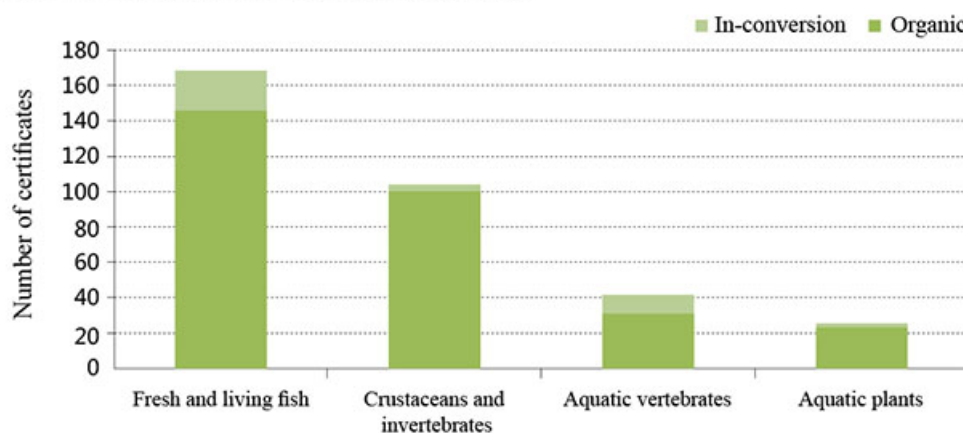 In-conversion Organic
Number of certificates
180
160
140
120
100
80
60
40
20
0
Fresh and living fish
Crustaceans and
invertebrates
Aquatic vertebrates
Aquatic plants